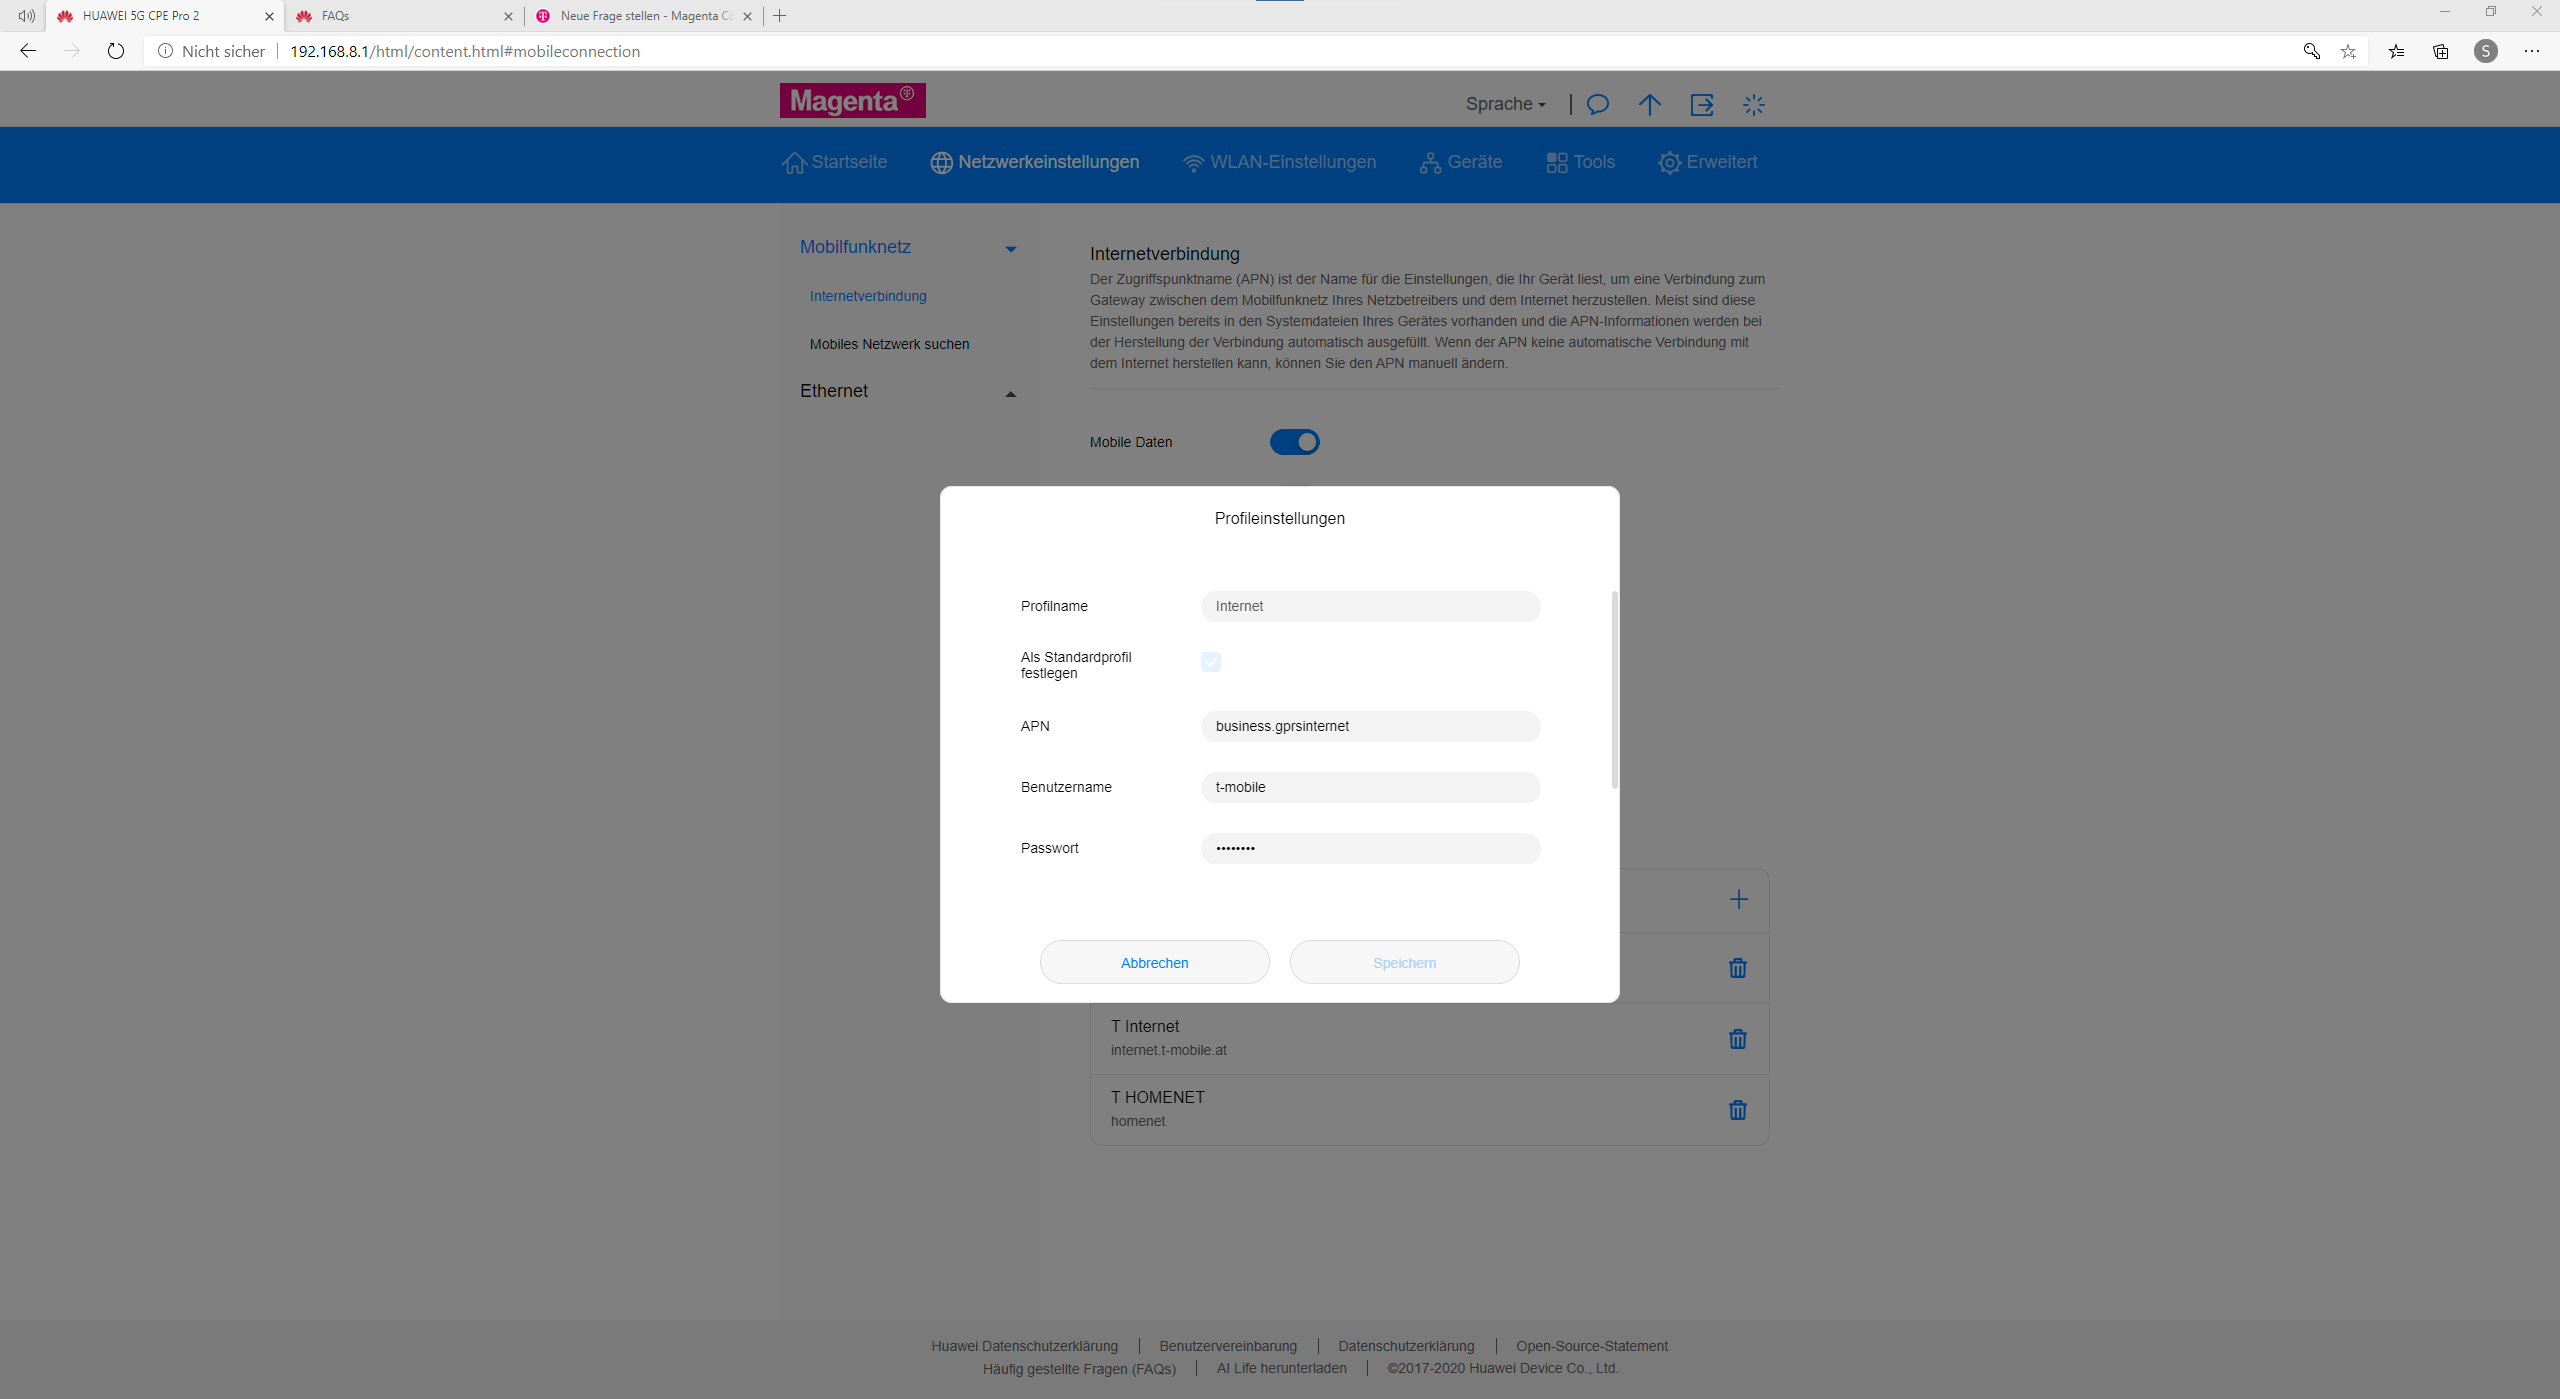 HUAWEI 5G CPE Pro 2
FAQs
Neue Frage stellen - Magenta C
Nicht sicher
192.168.8.1/html/content.html#mobileconnection
S
Magenta
Sprache
Startseite
Netzwerkeinstellungen
WLAN-Einstellungen
Geräte
Tools
Erweitert
Mobilfunknetz
Internetverbindung
Mobiles Netzwerk suchen
Ethernet
Internetverbindung
Der Zugriffspunktname (APN) ist der Name für die Einstellungen, die Ihr Gerät liest, um eine Verbindung zum
Gateway zwischen dem Mobilfunknetz Ihres Netzbetreibers und dem Internet herzustellen. Meist sind diese
Einstellungen bereits in den Systemdateien Ihres Gerätes vorhanden und die APN-Informationen werden bei
der Herstellung der Verbindung automatisch ausgefüllt. Wenn der APN keine automatische Verbindung mit
dem Internet herstellen kann, können Sie den APN manuell ändern.
Mobile Daten
Profileinstellungen
Profilname
Internet
Als Standardprofil
festlegen
APN
business.gprsinternet
Benutzername
t-mobile
Passwort
••••••••
Abbrechen
Speichern
T Internet
internet.t-mobile.at
T HOMENET
homenet
Huawei Datenschutzerklärung | Benutzervereinbarung | Datenschutzerklärung | Open-Source-Statement
Häufig gestellte Fragen (FAQs) | AI Life herunterladen | ©2017-2020 Huawei Device Co., Ltd.